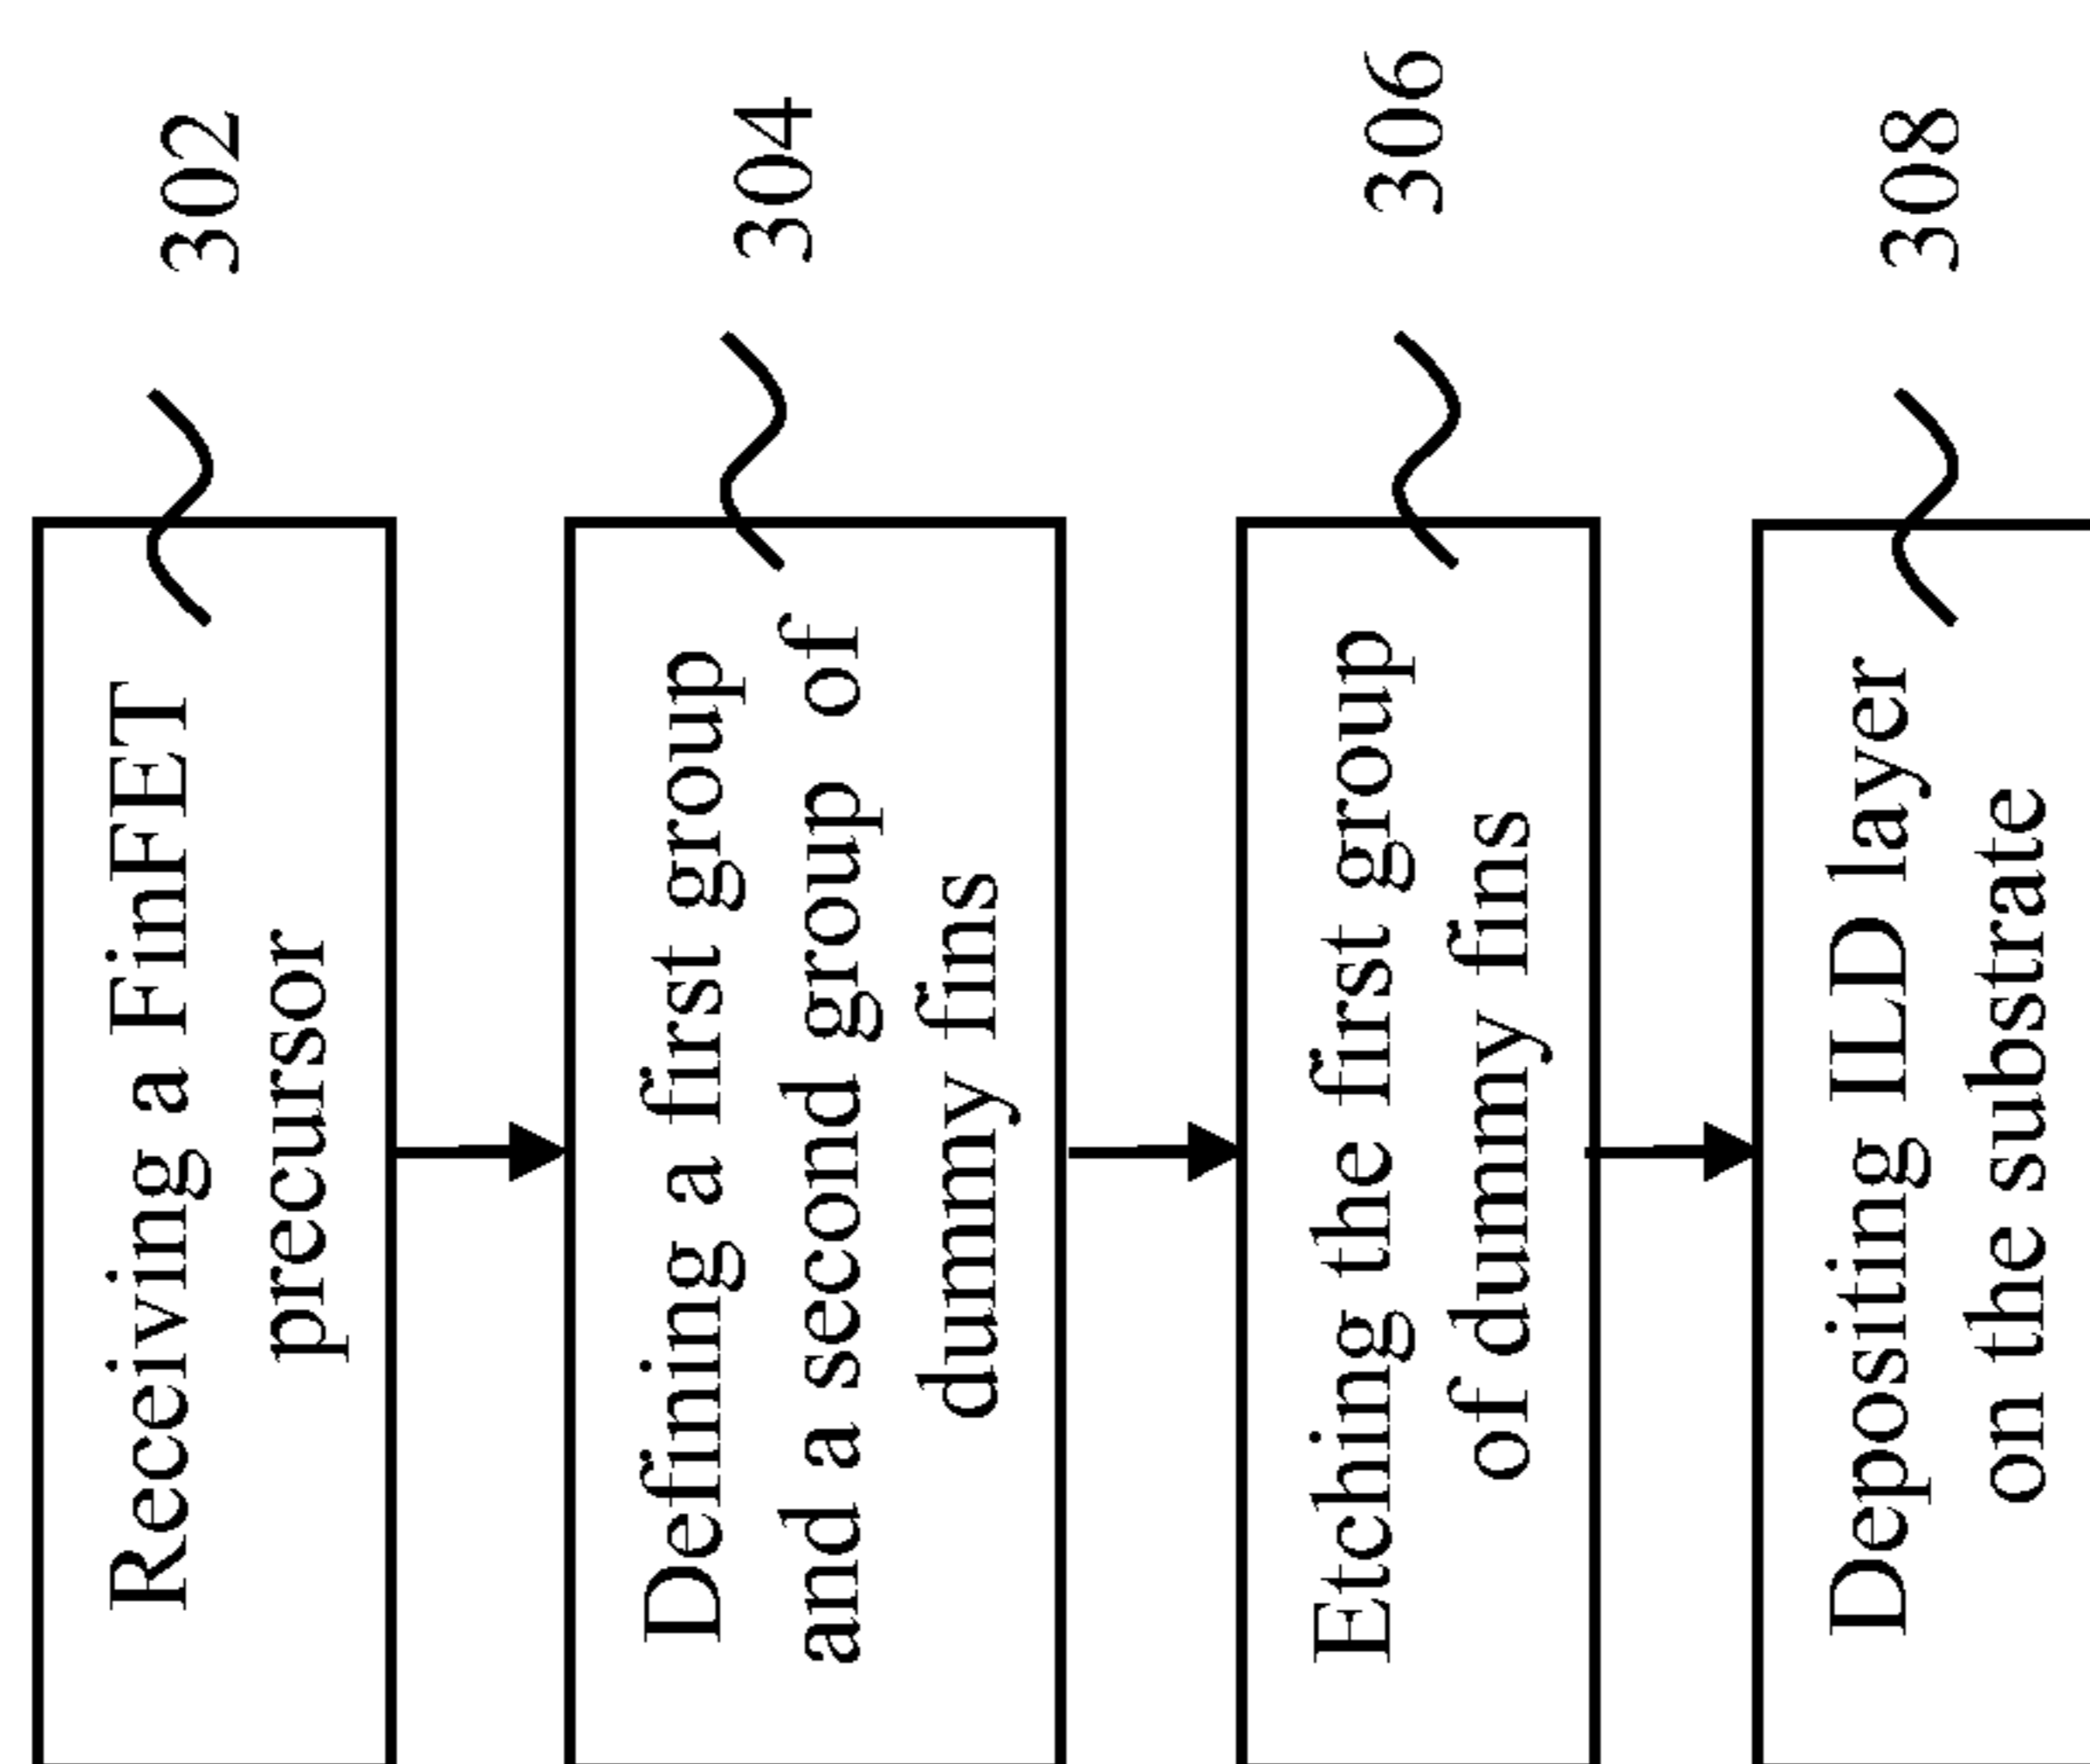 Receiving a FinFET
precursor
302
Defining a first group
and a second group of
dummy fins
304
Etching the first group
of dummy fins
306
Depositing ILD layer
on the substrate
308